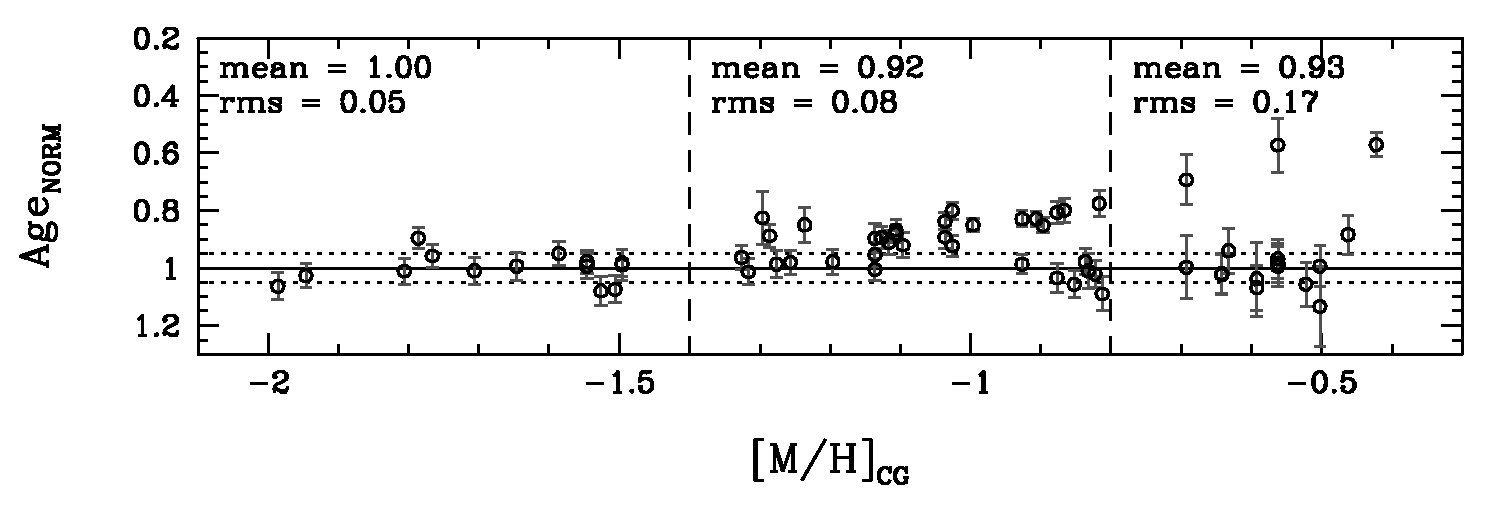 mean = 1.00
rms = 0.05
mean = 0.92
rms = 0.08
mean = 0.93
rms = 0.17
Age_NORM
0.2
0.4
0.6
0.8
1
1.2
-2
-1.5
-1
-0.5
[M/H]_CG